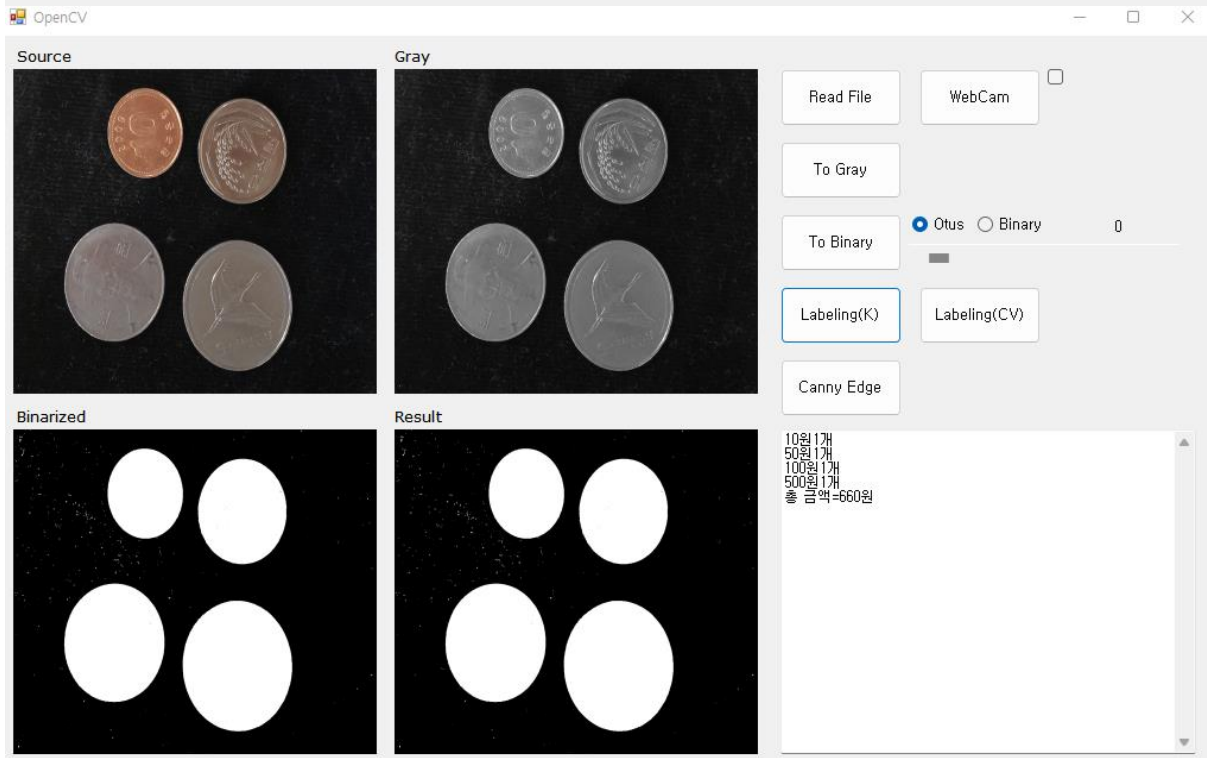 OpenCV
Source
Gray
Read File
WebCam
To Gray
To Binary
Otus
Binary
0
Labeling(K)
Labeling(CV)
Canny Edge
Binarized
Result
10원1개
50원1개
100원1개
500원1개
총 금액=660원